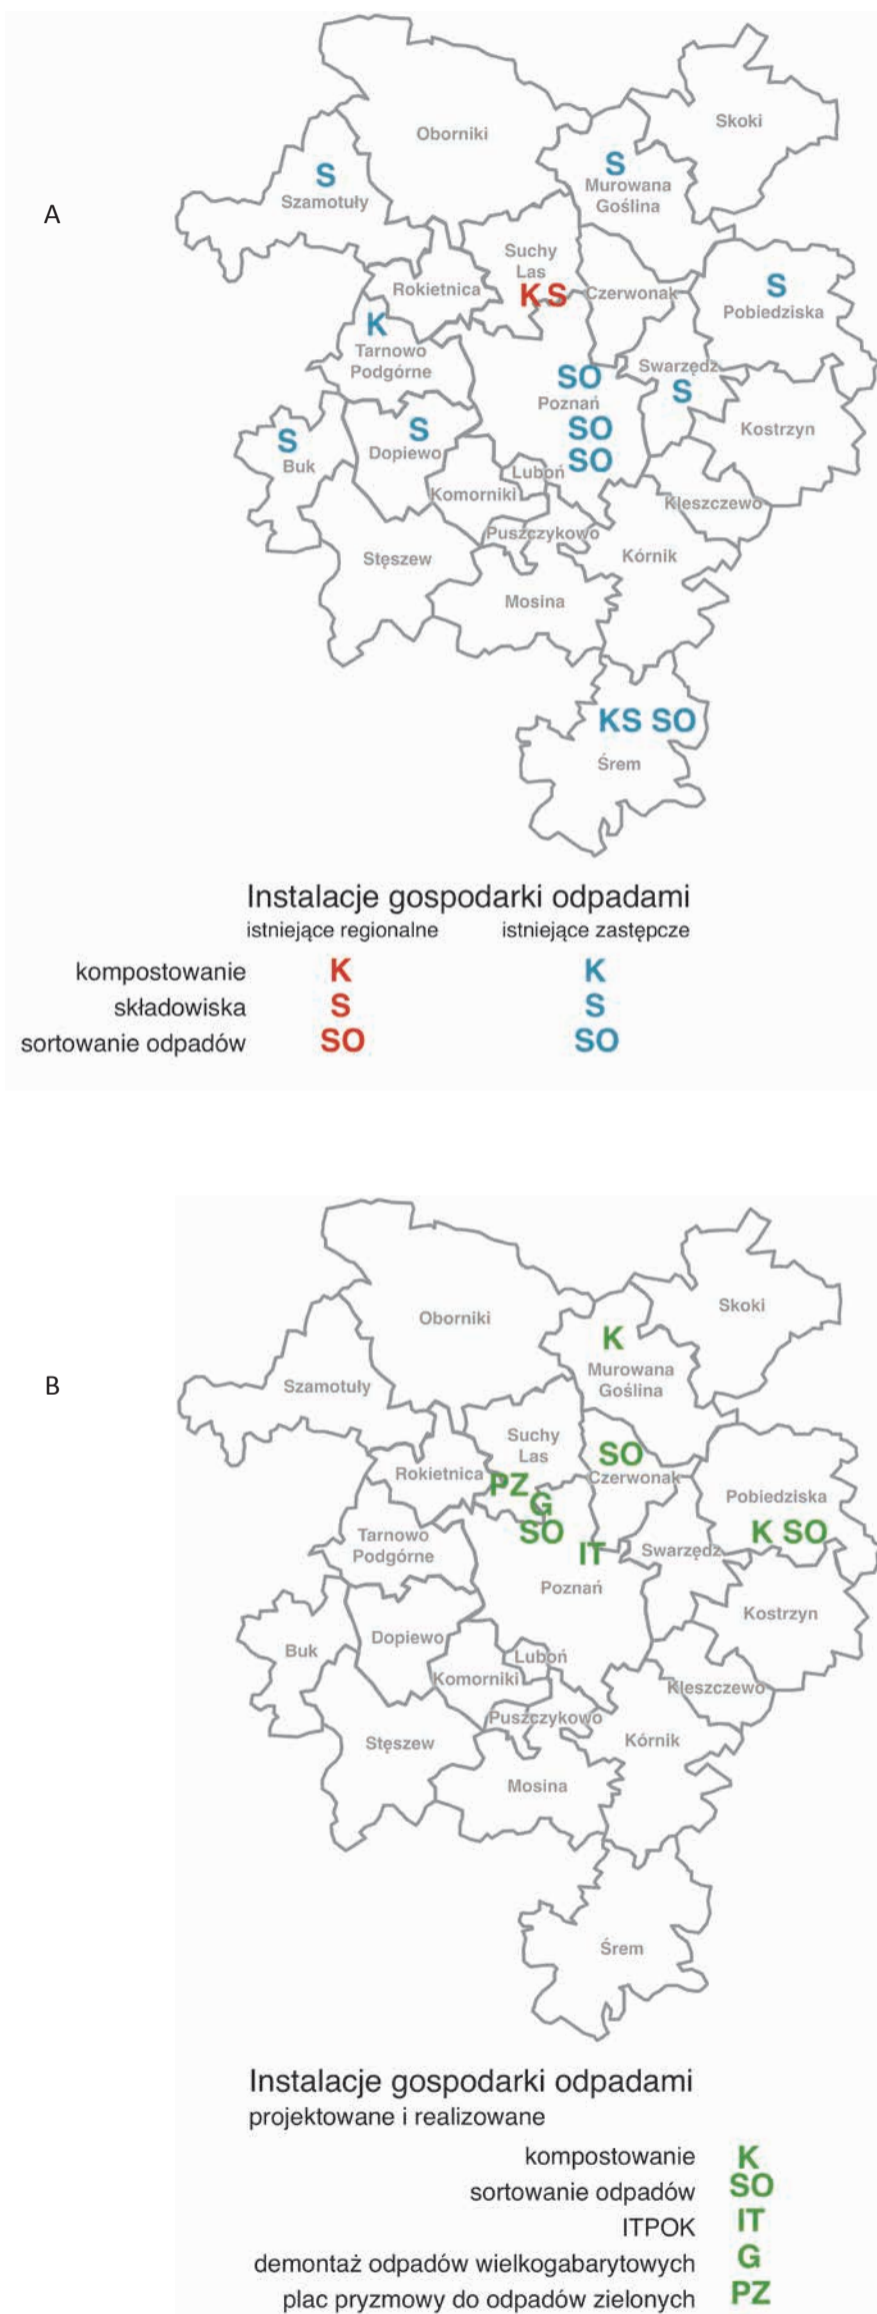 Oborniki
Skoki
S
Murowana
Goślina
S
Szamotuły
A
Suchy
Las
K S
Rokietnica
Czerwonak
S
Pobiedziska
K
Tarnowo
Podgórne
Swarzędz
S
SO
Poznań
SO
SO
Kostrzyn
S
Buk
S
Dopiewo
Luboń
Komorniki
Kleszczewo
Puszczykowo
Stęszew
Kórnik
Mosina
KS SO
Śrem
Instalacje gospodarki odpadami
istniejące regionalne istniejące zastępcze
kompostowanie K K
składowiska S S
sortowanie odpadów SO SO
Oborniki
Skoki
K
Murowana
Goślina
B
Szamotuły
Suchy
Las
SO
Czerwonak
Rokietnica
PZ
G
SO
IT
Pobiedziska
K SO
Tarnowo
Podgórne
Swarzędz
Poznań
Kostrzyn
Buk
Dopiewo
Luboń
Komorniki
Kleszczewo
Puszczykowo
Stęszew
Kórnik
Mosina
Śrem
Instalacje gospodarki odpadami
projektowane i realizowane
kompostowanie K
sortowanie odpadów SO
ITPOK IT
demontaż odpadów wielkogabarytowych G
plac pryzmowy do odpadów zielonych PZ